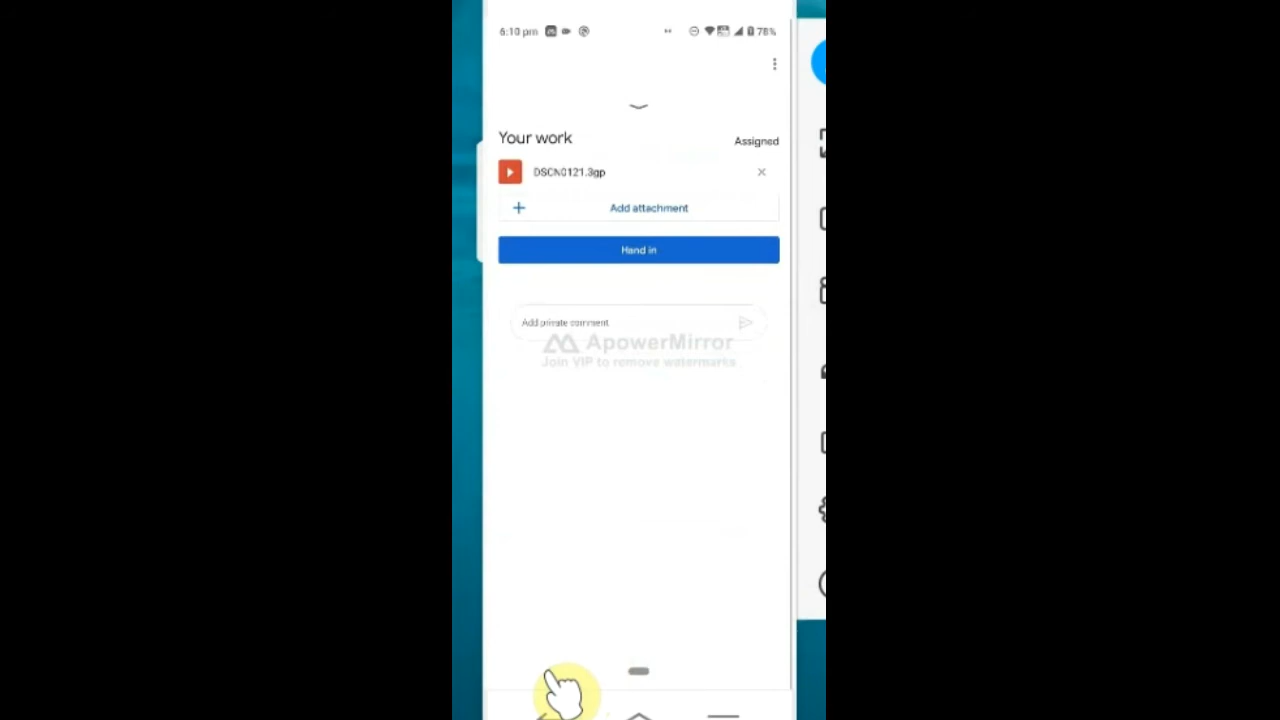 6:10 pm 78%
Your work
Assigned
DSCN0121.3gp
Add attachment
Hand in
Add private comment
ApowerMirror
Join VIP to remove watermarks